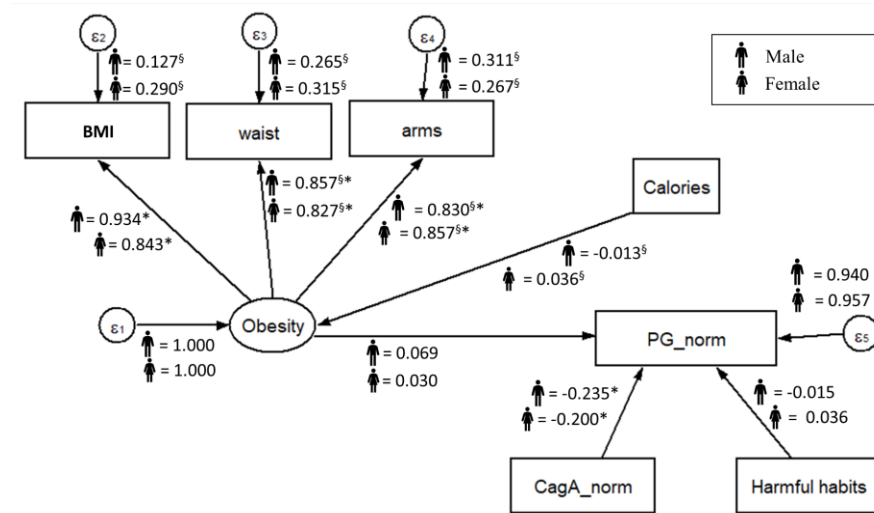 ε2
ε3
ε4
= 0.127§
= 0.290§
= 0.265§
= 0.315§
= 0.311§
= 0.267§
Male
Female
BMI
waist
arms
= 0.857§*
= 0.827§*
= 0.830§*
= 0.857§*
Calories
= 0.934*
= 0.843*
= -0.013§
= 0.036§
= 0.940
= 0.957
ε1
Obesity
PG_norm
ε5
= 1.000
= 1.000
= 0.069
= 0.030
= -0.235*
= -0.200*
= -0.015
= 0.036
CagA_norm
Harmful habits